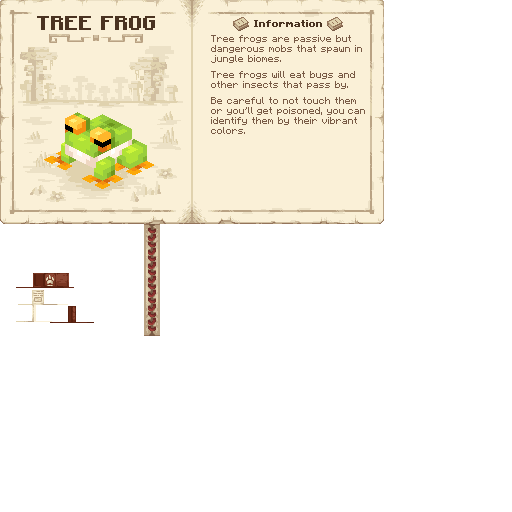 TREE FROG
Information
Tree frogs are passive but
dangerous mobs that spawn in
jungle biomes.
Tree frogs will eat bugs and
other insects that pass by.
Be careful to not touch them
or you'll get poisoned, you can
identify them by their vibrant
colors.